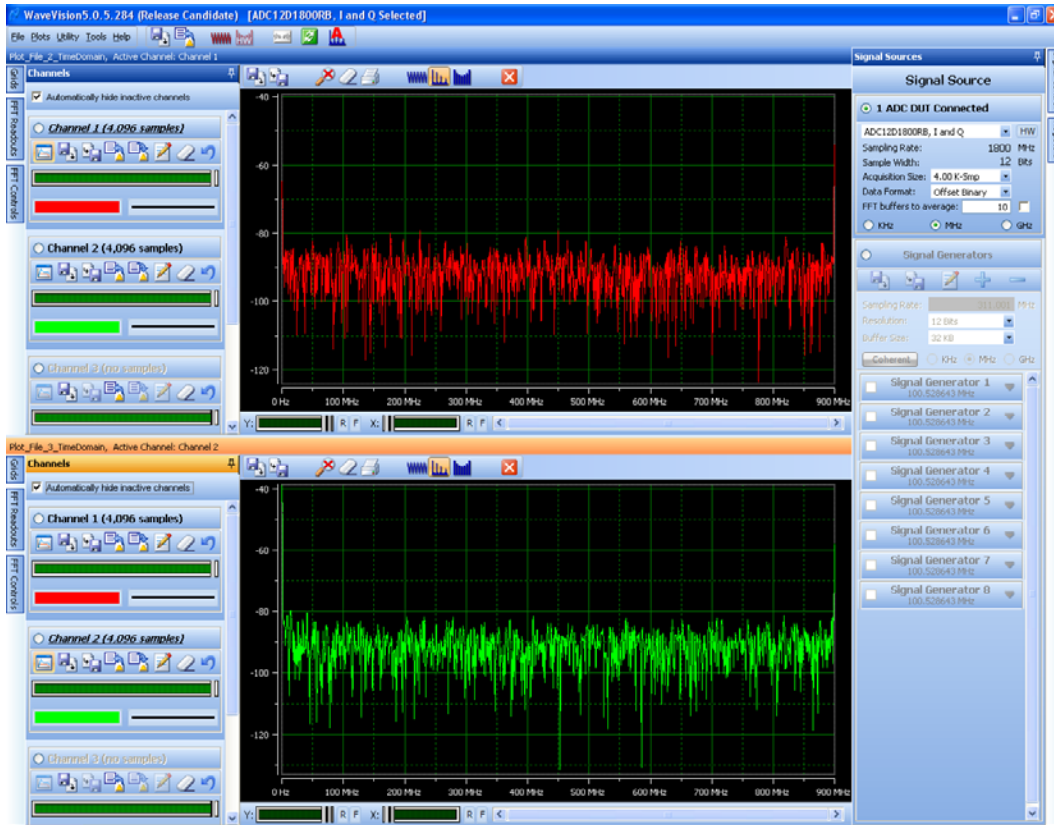 WaveVision5.0.5.284 (Release Candidate) [ADC12D1800RB, I and Q Selected]
File Plots Utility Tools Help
Plot_File_2_TimeDomain, Active Channel: Channel 1
Grids
FFT Readouts
FFT Controls
Channels
Automatically hide inactive channels
Channel 1 (4,096 samples)
Channel 2 (4,096 samples)
Channel 3 (no samples)
-40
-60
-80
-100
-120
0 Hz 100 MHz 200 MHz 300 MHz 400 MHz 500 MHz 600 MHz 700 MHz 800 MHz 900 MHz
Y: R F X: R F
Plot_File_3_TimeDomain, Active Channel: Channel 2
Grids
FFT Readouts
FFT Controls
Channels
Automatically hide inactive channels
Channel 1 (4,096 samples)
Channel 2 (4,096 samples)
Channel 3 (no samples)
-40
-60
-80
-100
-120
0 Hz 100 MHz 200 MHz 300 MHz 400 MHz 500 MHz 600 MHz 700 MHz 800 MHz 900 MHz
Y: R F X: R F
Signal Sources
Signal Source
1 ADC DUT Connected
ADC12D1800RB, I and Q HW
Sampling Rate: 1800 MHz
Sample Width: 12 Bits
Acquisition Size: 4.00 K-Smp
Data Format: Offset Binary
FFT buffers to average: 10
KHz MHz GHz
Signal Generators
Sampling Rate: MHz
Resolution: 12 Bits
Buffer Size: 32 KB
Coherent KHz MHz GHz
Signal Generator 1
100.528643 MHz
Signal Generator 2
100.528643 MHz
Signal Generator 3
100.528643 MHz
Signal Generator 4
100.528643 MHz
Signal Generator 5
100.528643 MHz
Signal Generator 6
100.528643 MHz
Signal Generator 7
100.528643 MHz
Signal Generator 8
100.528643 MHz